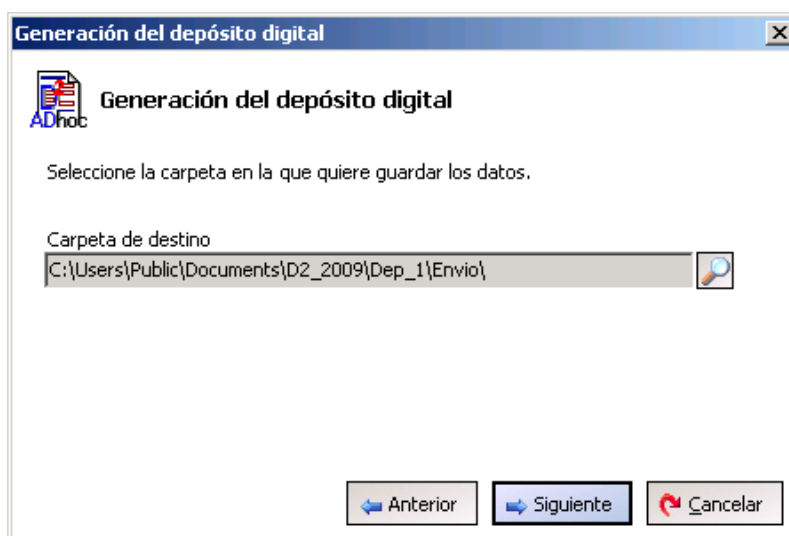 Generación del depósito digital
ADhoc
Generación del depósito digital
Seleccione la carpeta en la que quiere guardar los datos.
Carpeta de destino
C:\Users\Public\Documents\D2_2009\Dep_1\Envio\
Anterior Siguiente Cancelar